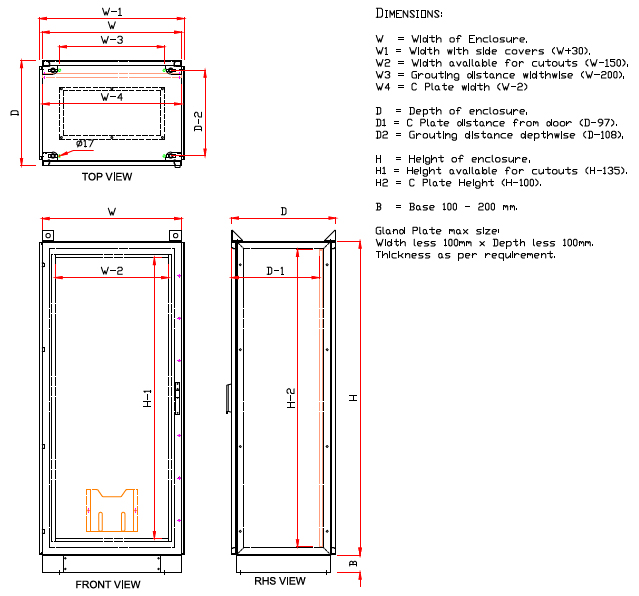 W-1
W
W-3
D
W-4
D-2
Ø17
TOP VIEW
W
W-2
H-1
FRONT VIEW
D
D-1
H-2
H
B
RHS VIEW
DIMENSIONS:
W = Width of Enclosure.
W1 = Width with side covers (W+30).
W2 = Width available for cutouts (W-150).
W3 = Grouting distance widthwise (W-200).
W4 = C Plate width (W-2)
D = Depth of enclosure.
D1 = C Plate distance from door (D-97).
D2 = Grouting distance depthwise (D-108).
H = Height of enclosure.
H1 = Height available for cutouts (H-135).
H2 = C Plate Height (H-100).
B = Base 100 - 200 mm.
Gland Plate max size:
Width less 100mm x Depth less 100mm.
Thickness as per requirement.